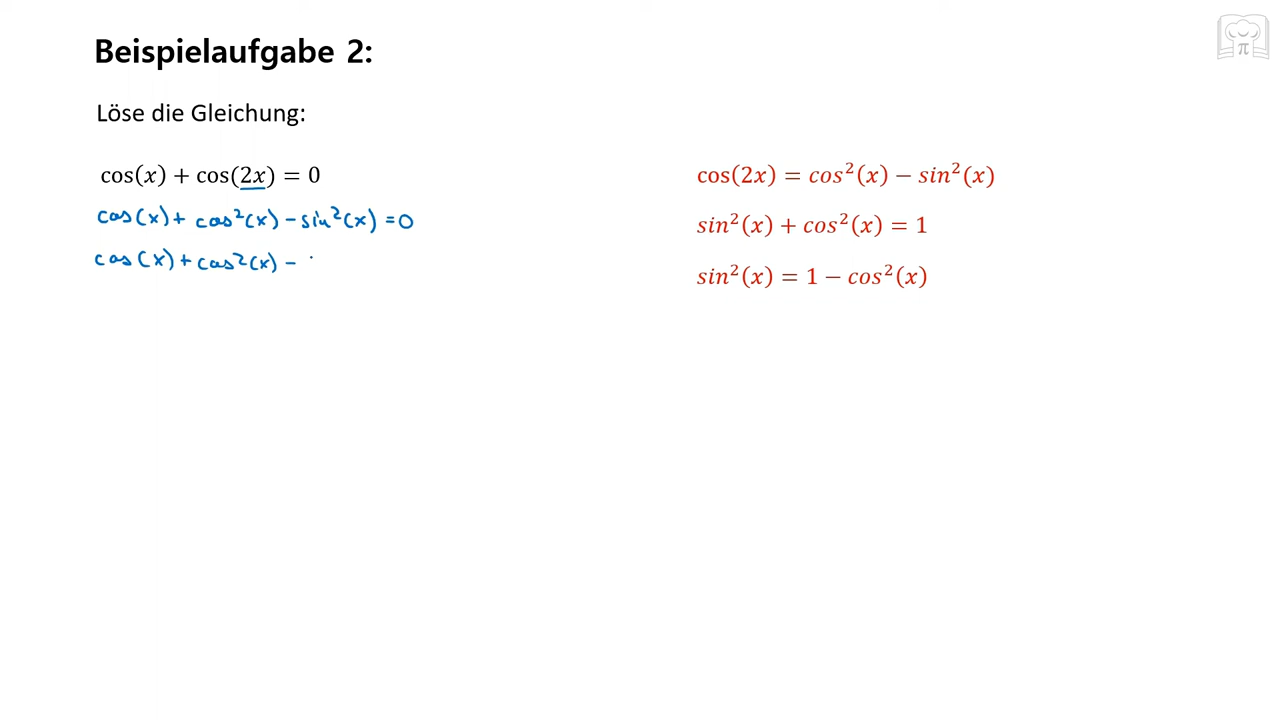 Beispielaufgabe 2:
Löse die Gleichung:
cos(x) + cos(2x) = 0
cos(x) + cos²(x) - sin²(x) = 0
cos(x) + cos²(x) -
cos(2x) = cos²(x) − sin²(x)
sin²(x) + cos²(x) = 1
sin²(x) = 1 − cos²(x)
π